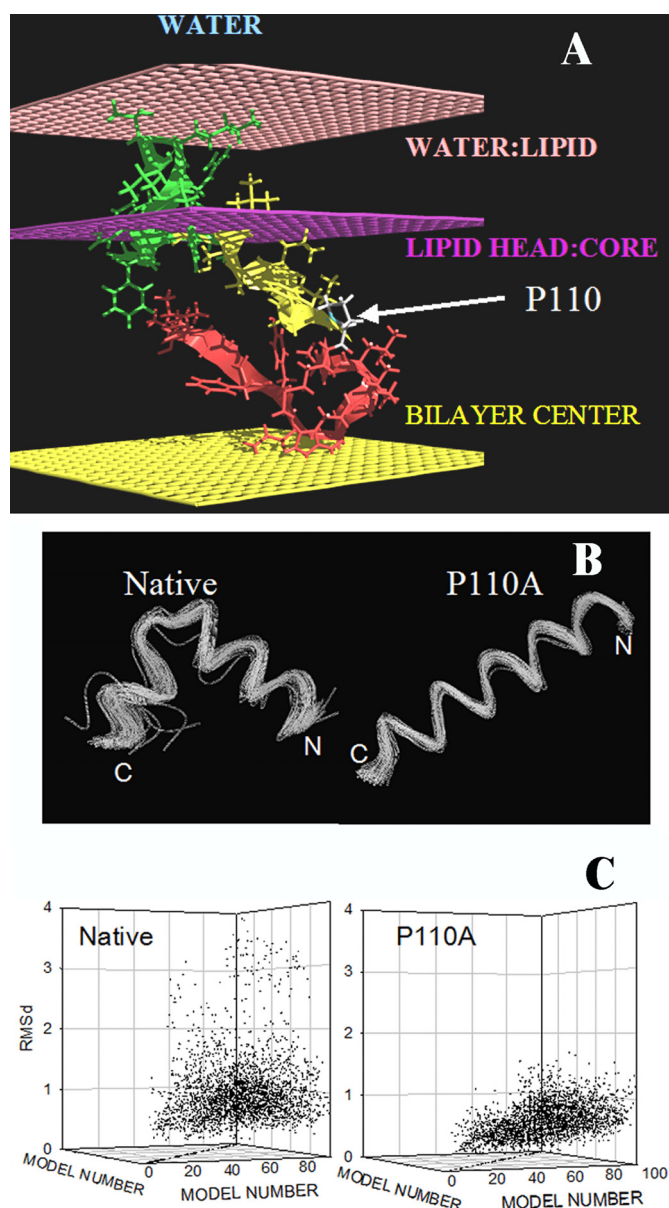 WATER
A
WATER:LIPID
LIPID HEAD:CORE
P110
BILAYER CENTER
B
Native
P110A
N
C
N
C
C
Native
P110A
4
3
2
1
0
RMSd
MODEL NUMBER
0
20
40
60
80
MODEL NUMBER
4
3
2
1
0
MODEL NUMBER
0
20
40
60
80
100
MODEL NUMBER